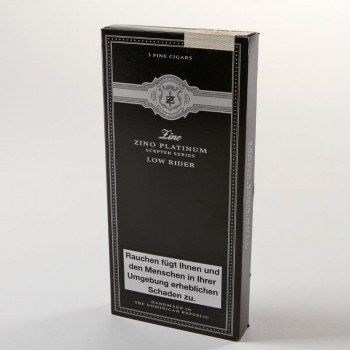 3 FINE CIGARS
Z
Zino
ZINO PLATINUM
SCEPTER SERIES
LOW RIDER
Rauchen fügt Ihnen und
den Menschen in Ihrer
Umgebung erheblichen
Schaden zu.
HANDMADE IN
THE DOMINICAN REPUBLIC